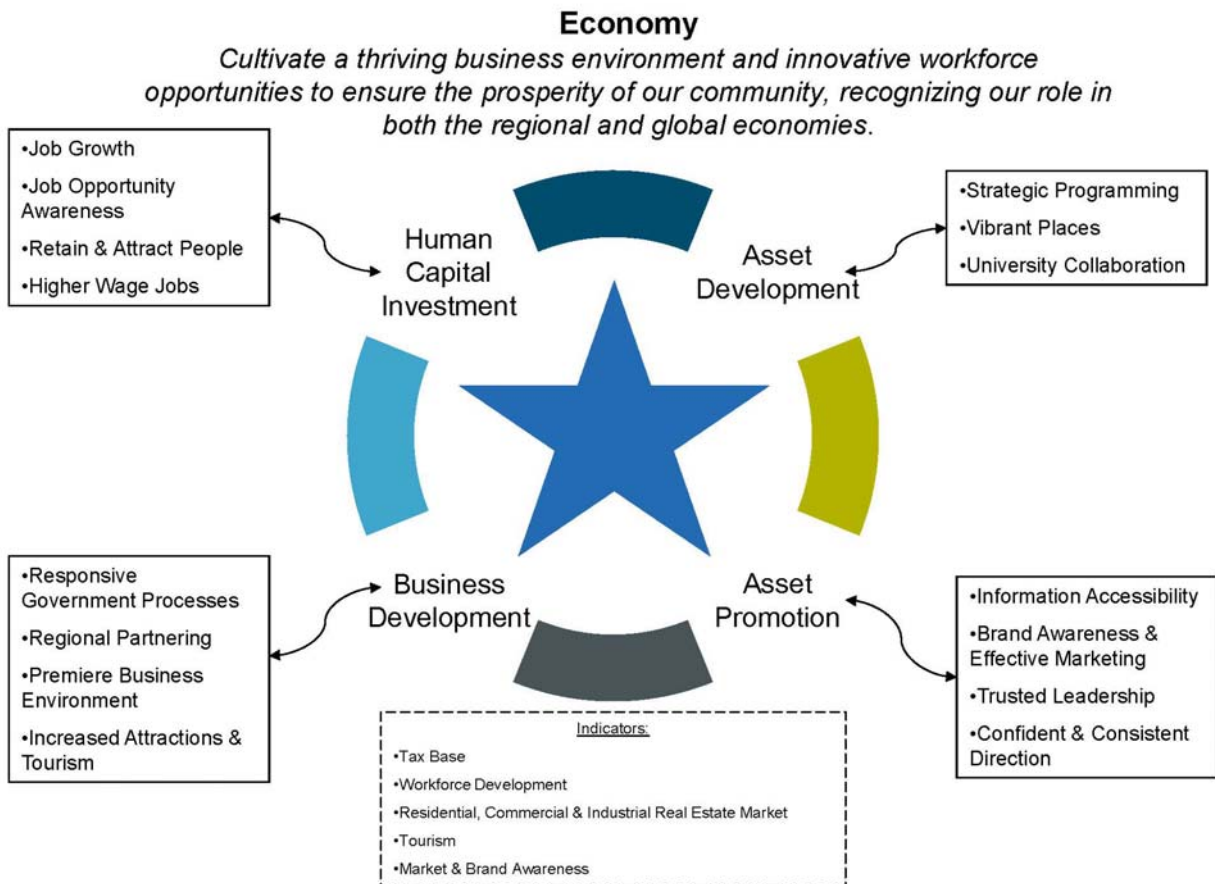 Economy
Cultivate a thriving business environment and innovative workforce
opportunities to ensure the prosperity of our community, recognizing our role in
both the regional and global economies.
•Job Growth
•Job Opportunity
Awareness
•Retain & Attract People
•Higher Wage Jobs
Human
Capital
Investment
Asset
Development
•Strategic Programming
•Vibrant Places
•University Collaboration
•Responsive
Government Processes
•Regional Partnering
•Premiere Business
Environment
•Increased Attractions &
Tourism
Business
Development
Asset
Promotion
•Information Accessibility
•Brand Awareness &
Effective Marketing
•Trusted Leadership
•Confident & Consistent
Direction
Indicators:
•Tax Base
•Workforce Development
•Residential, Commercial & Industrial Real Estate Market
•Tourism
•Market & Brand Awareness